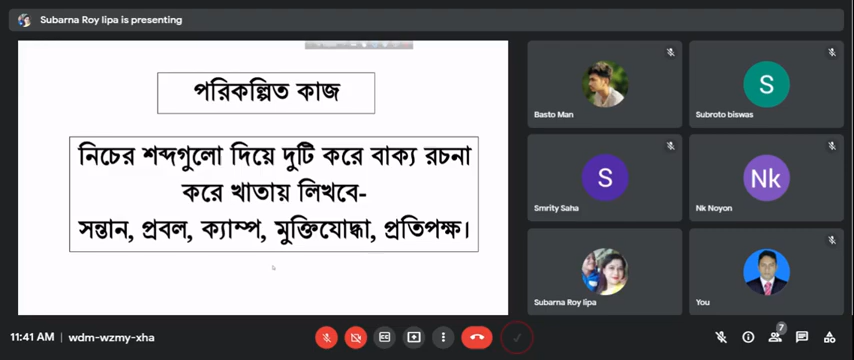 Subarna Roy lipa is presenting
পরিকল্পিত কাজ
নিচের শব্দগুলো দিয়ে দুটি করে বাক্য রচনা
করে খাতায় লিখবে-
সন্তান, প্রবল, ক্যাম্প, মুক্তিযোদ্ধা, প্রতিপক্ষ।
Basto Man
Subroto biswas
S
Smrity Saha
S
Nk Noyon
Nk
Subarna Roy lipa
You
11:41 AM | wdm-wzmy-xha
CC
7